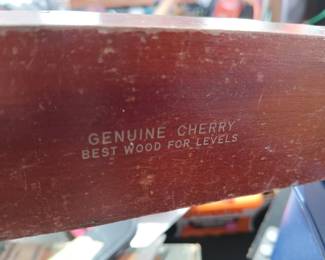 GENUINE CHERRY
BEST WOOD FOR LEVELS